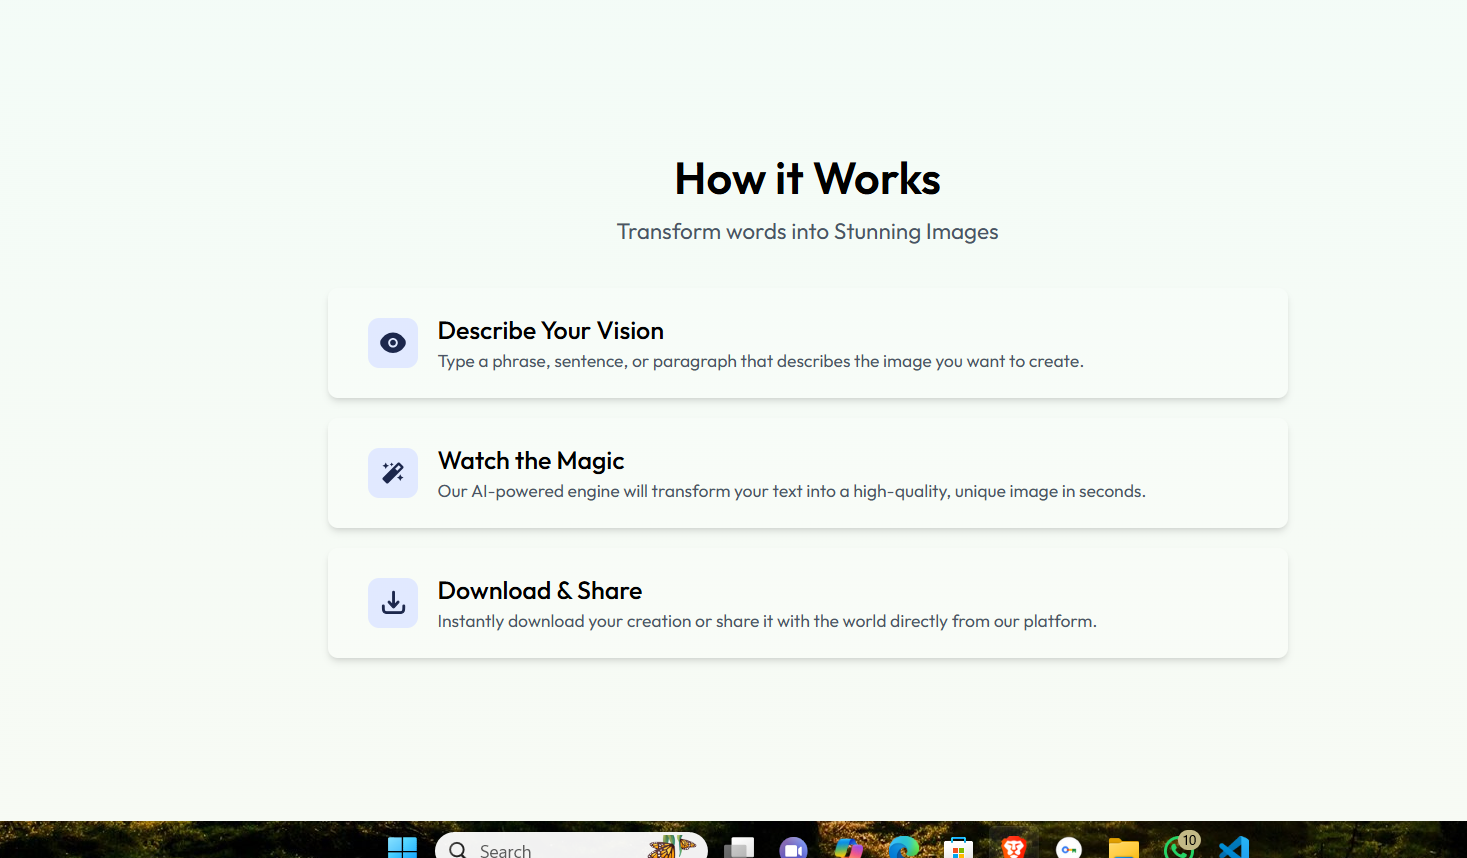 How it Works
Transform words into Stunning Images
Describe Your Vision
Type a phrase, sentence, or paragraph that describes the image you want to create.
Watch the Magic
Our AI-powered engine will transform your text into a high-quality, unique image in seconds.
Download & Share
Instantly download your creation or share it with the world directly from our platform.
Search
10